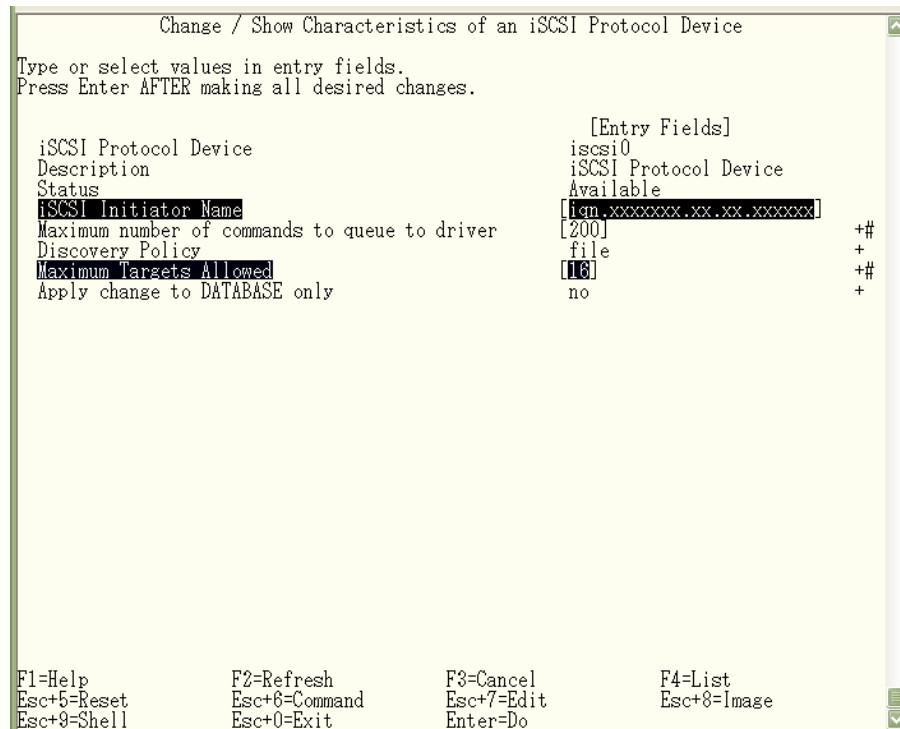 Change / Show Characteristics of an iSCSI Protocol Device
Type or select values in entry fields.
Press Enter AFTER making all desired changes.
[Entry Fields]
iSCSI Protocol Device iscsi0
Description iSCSI Protocol Device
Status Available
iSCSI Initiator Name [iqn.xxxxxxx.xx.xx.xxxxxx]
Maximum number of commands to queue to driver [200] +#
Discovery Policy file +
Maximum Targets Allowed [16] +#
Apply change to DATABASE only no +
F1=Help F2=Refresh F3=Cancel F4=List
Esc+5=Reset Esc+6=Command Esc+7=Edit Esc+8=Image
Esc+9=Shell Esc+0=Exit Enter=Do